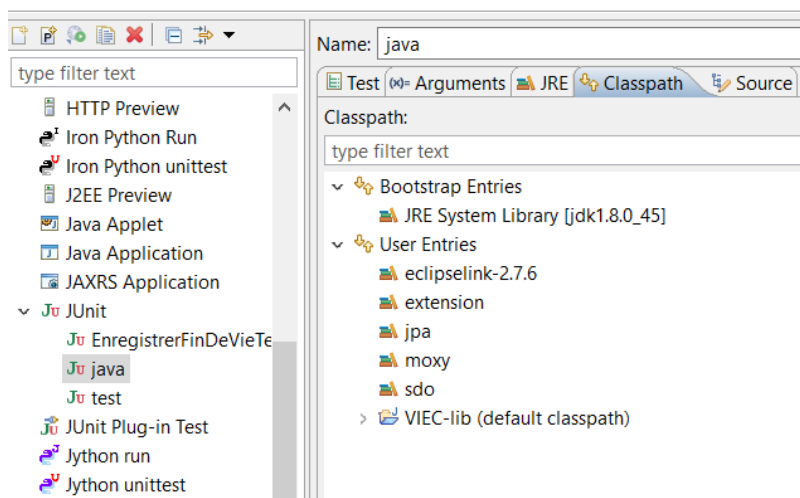 Name: java
type filter text
HTTP Preview
Iron Python Run
Iron Python unittest
J2EE Preview
Java Applet
Java Application
JAXRS Application
JUnit
EnregistrerFinDeVieTe
java
test
JUnit Plug-in Test
Jython run
Jython unittest
Test Arguments JRE Classpath Source
Classpath:
type filter text
Bootstrap Entries
JRE System Library [jdk1.8.0_45]
User Entries
eclipselink-2.7.6
extension
jpa
moxy
sdo
VIEC-lib (default classpath)